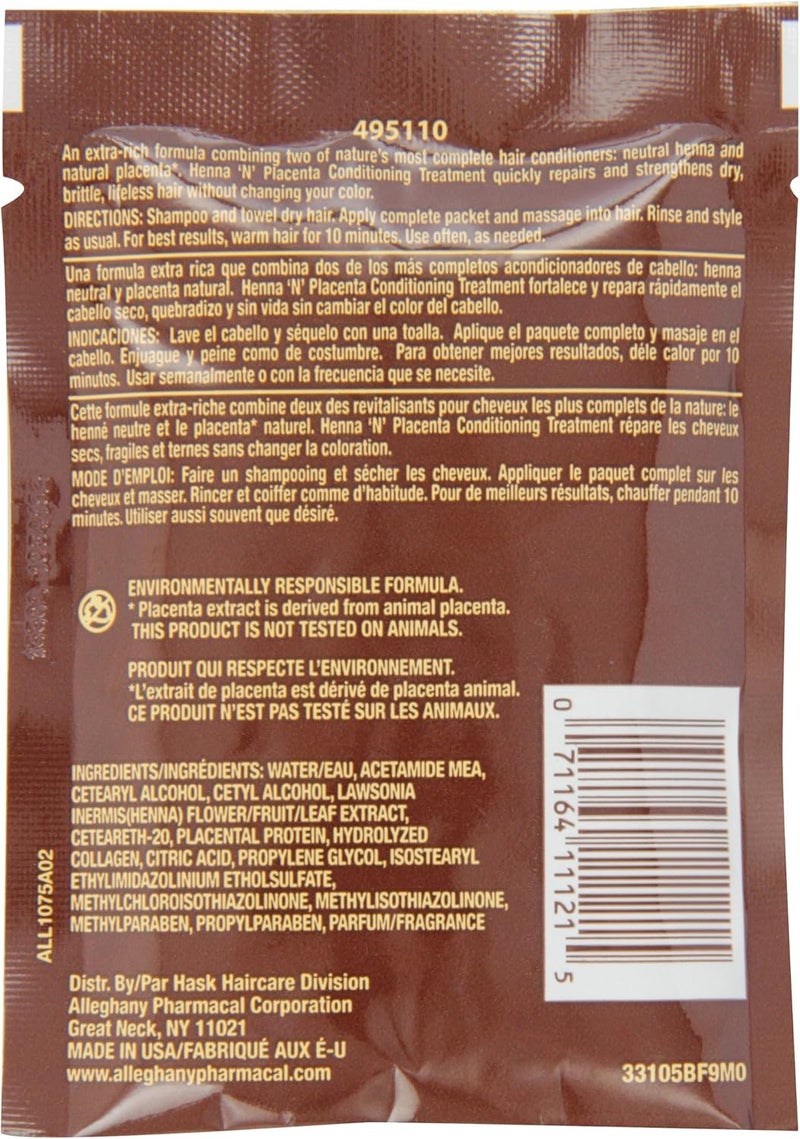 495110
An extra-rich formula combining two of nature's most complete hair conditioners: neutral henna and
natural placenta*. Henna 'N' Placenta Conditioning Treatment quickly repairs and strengthens dry,
brittle, lifeless hair without changing your color.
DIRECTIONS: Shampoo and towel dry hair. Apply complete packet and massage into hair. Rinse and style
as usual. For best results, warm hair for 10 minutes. Use often, as needed.
Una formula extra rica que combina dos de los más completos acondicionadores de cabello: henna
neutral y placenta natural. Henna 'N' Placenta Conditioning Treatment fortalece y repara rápidamente el
cabello seco, quebradizo y sin vida sin cambiar el color del cabello.
INDICACIONES: Lave el cabello y séquelo con una toalla. Aplique el paquete completo y masaje en el
cabello. Enjuague y peine como de costumbre. Para obtener mejores resultados, déle calor por 10
minutos. Usar semanalmente o con la frecuencia que se necesite.
Cette formule extra-riche combine deux des revitalisants pour cheveux les plus complets de la nature: le
henné neutre et le placenta* naturel. Henna 'N' Placenta Conditioning Treatment répare les cheveux
secs, fragiles et ternes sans changer la coloration.
MODE D'EMPLOI: Faire un shampooing et sécher les cheveux. Appliquer le paquet complet sur les
cheveux et masser. Rincer et coiffer comme d'habitude. Pour de meilleurs résultats, chauffer pendant 10
minutes. Utiliser aussi souvent que désiré.
ENVIRONMENTALLY RESPONSIBLE FORMULA.
* Placenta extract is derived from animal placenta.
THIS PRODUCT IS NOT TESTED ON ANIMALS.
PRODUIT QUI RESPECTE L'ENVIRONNEMENT.
*L'extrait de placenta est dérivé de placenta animal.
CE PRODUIT N'EST PAS TESTÉ SUR LES ANIMAUX.
INGREDIENTS/INGRÉDIENTS: WATER/EAU, ACETAMIDE MEA,
CETEARYL ALCOHOL, CETYL ALCOHOL, LAWSONIA
INERMIS(HENNA) FLOWER/FRUIT/LEAF EXTRACT,
CETEARETH-20, PLACENTAL PROTEIN, HYDROLYZED
COLLAGEN, CITRIC ACID, PROPYLENE GLYCOL, ISOSTEARYL
ETHYLIMIDAZOLINIUM ETHOLSULFATE,
METHYLCHLOROISOTHIAZOLINONE, METHYLISOTHIAZOLINONE,
METHYLPARABEN, PROPYLPARABEN, PARFUM/FRAGRANCE
ALL1075A02
0 71164 11121 5
Distr. By/Par Hask Haircare Division
Alleghany Pharmacal Corporation
Great Neck, NY 11021
MADE IN USA/FABRIQUÉ AUX É-U
www.alleghanypharmacal.com
33105BF9M0